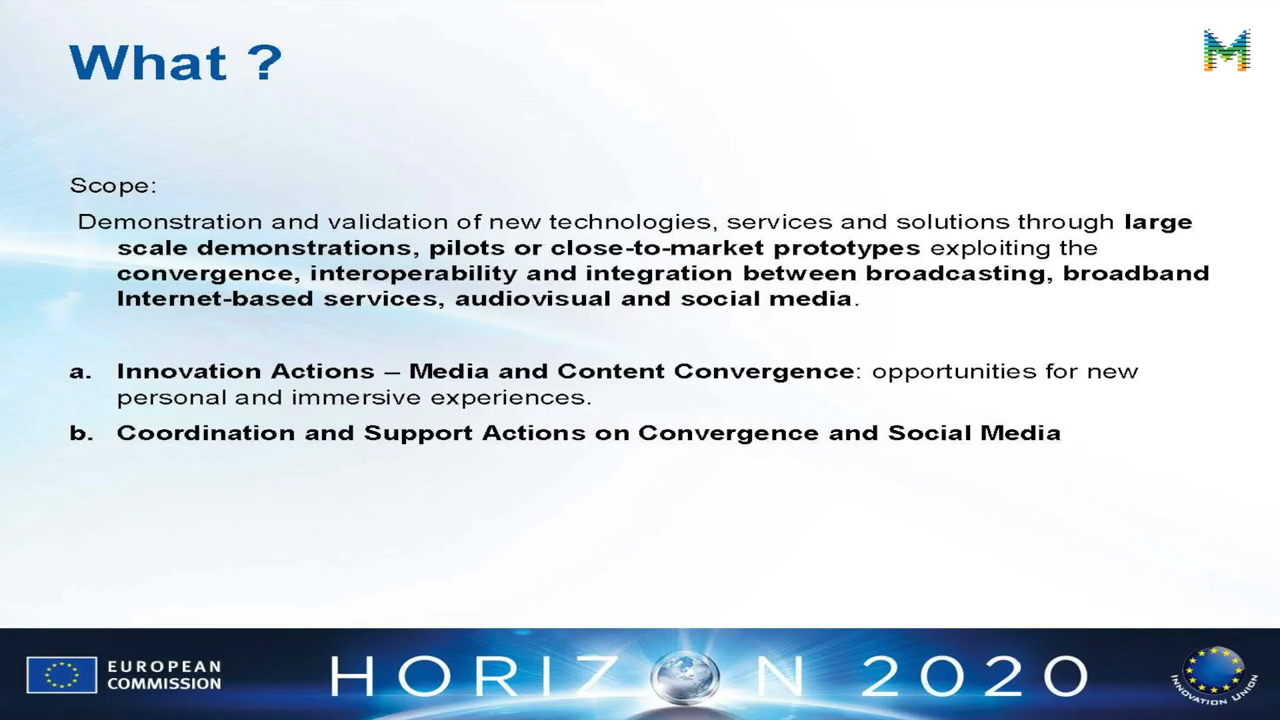 What ?
M
Scope:
Demonstration and validation of new technologies, services and solutions through large
scale demonstrations, pilots or close-to-market prototypes exploiting the
convergence, interoperability and integration between broadcasting, broadband
Internet-based services, audiovisual and social media.
a. Innovation Actions – Media and Content Convergence: opportunities for new
personal and immersive experiences.
b. Coordination and Support Actions on Convergence and Social Media
EUROPEAN
COMMISSION
HORIZON 2020
INNOVATION UNION